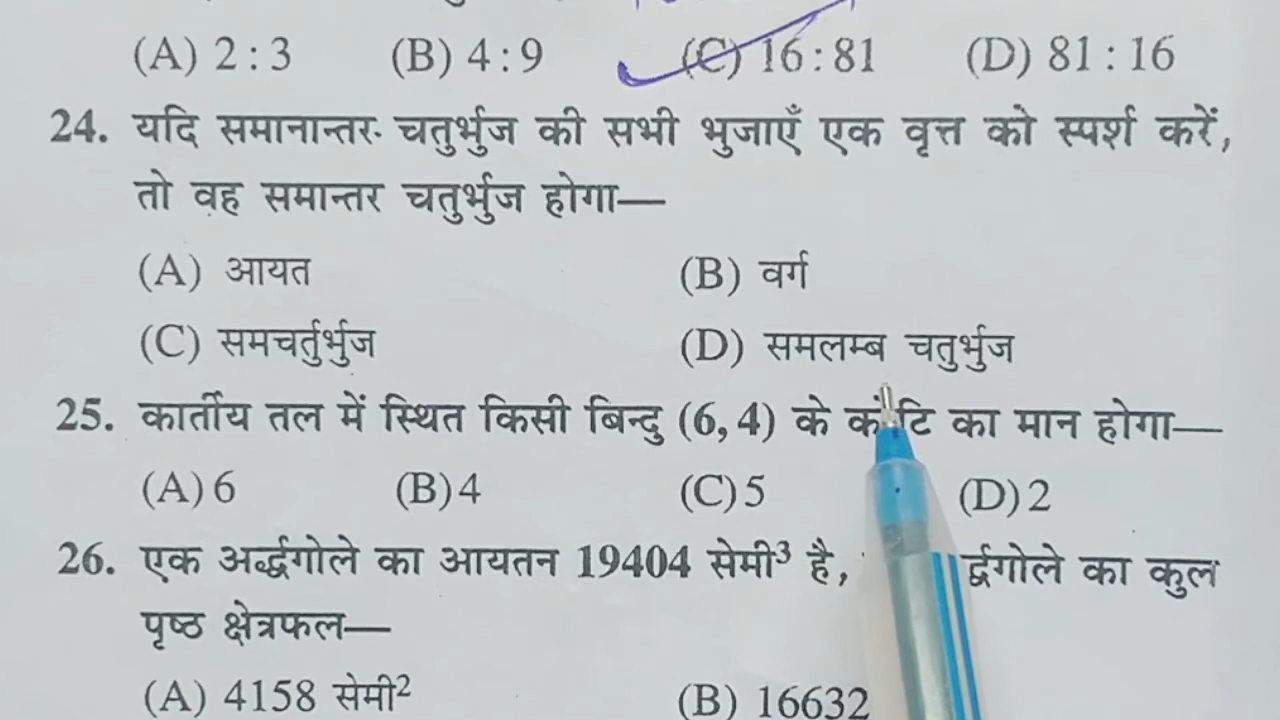 (A) 2 : 3 (B) 4 : 9 (C) 16 : 81 (D) 81 : 16
24. यदि समानान्तर चतुर्भुज की सभी भुजाएँ एक वृत्त को स्पर्श करें,
तो वह समान्तर चतुर्भुज होगा—
(A) आयत (B) वर्ग
(C) समचर्तुर्भुज (D) समलम्ब चतुर्भुज
25. कार्तीय तल में स्थित किसी बिन्दु (6, 4) के कोटि का मान होगा—
(A) 6 (B) 4 (C) 5 (D) 2
26. एक अर्द्धगोले का आयतन 19404 सेमी³ है, र्द्धगोले का कुल
पृष्ठ क्षेत्रफल—
(A) 4158 सेमी² (B) 16632